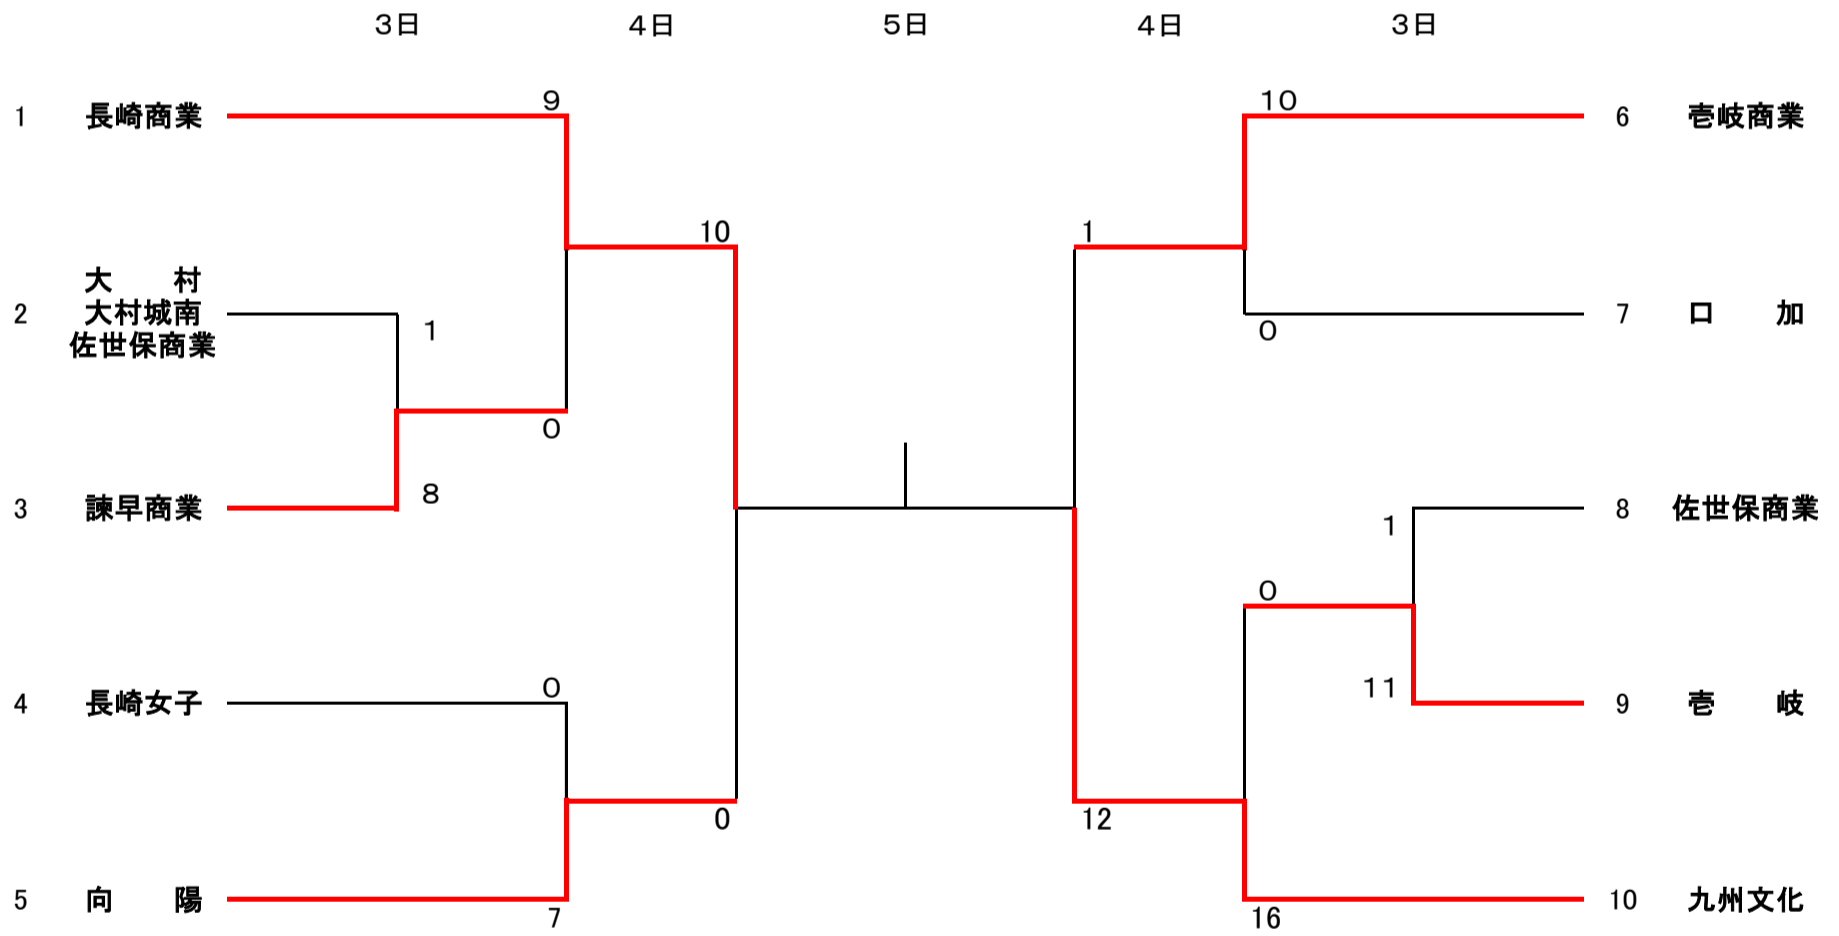 ３日 ４日 ５日 ４日 ３日
９ １０
1 長崎商業 6 壱岐商業
10 1
大　　村
2 大村城南 7 口　　加
１ ０
佐世保商業
０
８ 3 諫早商業 8 佐世保商業
１
０
０ １１
4 長崎女子 9 壱　　岐
0 12
5 向　　陽 10 九州文化
7 16